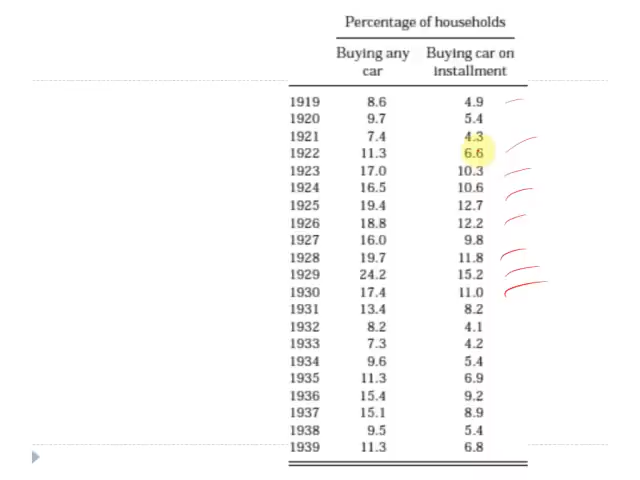 Percentage of households
Buying any car Buying car on installment
1919 8.6 4.9
1920 9.7 5.4
1921 7.4 4.3
1922 11.3 6.6
1923 17.0 10.3
1924 16.5 10.6
1925 19.4 12.7
1926 18.8 12.2
1927 16.0 9.8
1928 19.7 11.8
1929 24.2 15.2
1930 17.4 11.0
1931 13.4 8.2
1932 8.2 4.1
1933 7.3 4.2
1934 9.6 5.4
1935 11.3 6.9
1936 15.4 9.2
1937 15.1 8.9
1938 9.5 5.4
1939 11.3 6.8